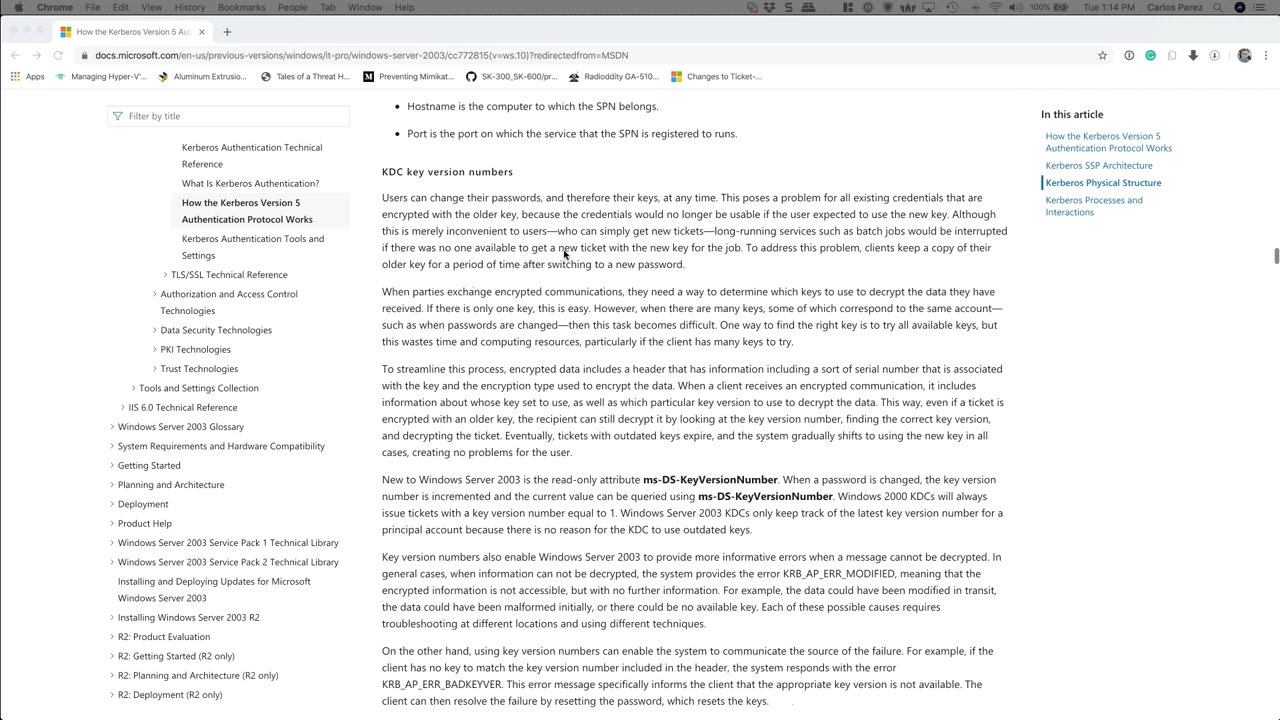 Chrome File Edit View History Bookmarks People Tab Window Help 100% Tue 1:14 PM Carlos Perez
How the Kerberos Version 5 Aut
docs.microsoft.com/en-us/previous-versions/windows/it-pro/windows-server-2003/cc772815(v=ws.10)?redirectedfrom=MSDN
Apps Managing Hyper-V'... Aluminum Extrusio... Tales of a Threat H... Preventing Mimikat... SK-300_SK-600/pr... Radioddity GA-510... Changes to Ticket-...
Filter by title
Kerberos Authentication Technical
Reference
What Is Kerberos Authentication?
How the Kerberos Version 5
Authentication Protocol Works
Kerberos Authentication Tools and
Settings
TLS/SSL Technical Reference
Authorization and Access Control
Technologies
Data Security Technologies
PKI Technologies
Trust Technologies
Tools and Settings Collection
IIS 6.0 Technical Reference
Windows Server 2003 Glossary
System Requirements and Hardware Compatibility
Getting Started
Planning and Architecture
Deployment
Product Help
Windows Server 2003 Service Pack 1 Technical Library
Windows Server 2003 Service Pack 2 Technical Library
Installing and Deploying Updates for Microsoft
Windows Server 2003
Installing Windows Server 2003 R2
R2: Product Evaluation
R2: Getting Started (R2 only)
R2: Planning and Architecture (R2 only)
R2: Deployment (R2 only)
• Hostname is the computer to which the SPN belongs.
• Port is the port on which the service that the SPN is registered to runs.
KDC key version numbers
Users can change their passwords, and therefore their keys, at any time. This poses a problem for all existing credentials that are
encrypted with the older key, because the credentials would no longer be usable if the user expected to use the new key. Although
this is merely inconvenient to users—who can simply get new tickets—long-running services such as batch jobs would be interrupted
if there was no one available to get a new ticket with the new key for the job. To address this problem, clients keep a copy of their
older key for a period of time after switching to a new password.
When parties exchange encrypted communications, they need a way to determine which keys to use to decrypt the data they have
received. If there is only one key, this is easy. However, when there are many keys, some of which correspond to the same account—
such as when passwords are changed—then this task becomes difficult. One way to find the right key is to try all available keys, but
this wastes time and computing resources, particularly if the client has many keys to try.
To streamline this process, encrypted data includes a header that has information including a sort of serial number that is associated
with the key and the encryption type used to encrypt the data. When a client receives an encrypted communication, it includes
information about whose key set to use, as well as which particular key version to use to decrypt the data. This way, even if a ticket is
encrypted with an older key, the recipient can still decrypt it by looking at the key version number, finding the correct key version,
and decrypting the ticket. Eventually, tickets with outdated keys expire, and the system gradually shifts to using the new key in all
cases, creating no problems for the user.
New to Windows Server 2003 is the read-only attribute ms-DS-KeyVersionNumber. When a password is changed, the key version
number is incremented and the current value can be queried using ms-DS-KeyVersionNumber. Windows 2000 KDCs will always
issue tickets with a key version number equal to 1. Windows Server 2003 KDCs only keep track of the latest key version number for a
principal account because there is no reason for the KDC to use outdated keys.
Key version numbers also enable Windows Server 2003 to provide more informative errors when a message cannot be decrypted. In
general cases, when information can not be decrypted, the system provides the error KRB_AP_ERR_MODIFIED, meaning that the
encrypted information is not accessible, but with no further information. For example, the data could have been modified in transit,
the data could have been malformed initially, or there could be no available key. Each of these possible causes requires
troubleshooting at different locations and using different techniques.
On the other hand, using key version numbers can enable the system to communicate the source of the failure. For example, if the
client has no key to match the key version number included in the header, the system responds with the error
KRB_AP_ERR_BADKEYVER. This error message specifically informs the client that the appropriate key version is not available. The
client can then resolve the failure by resetting the password, which resets the keys.
In this article
How the Kerberos Version 5
Authentication Protocol Works
Kerberos SSP Architecture
Kerberos Physical Structure
Kerberos Processes and
Interactions